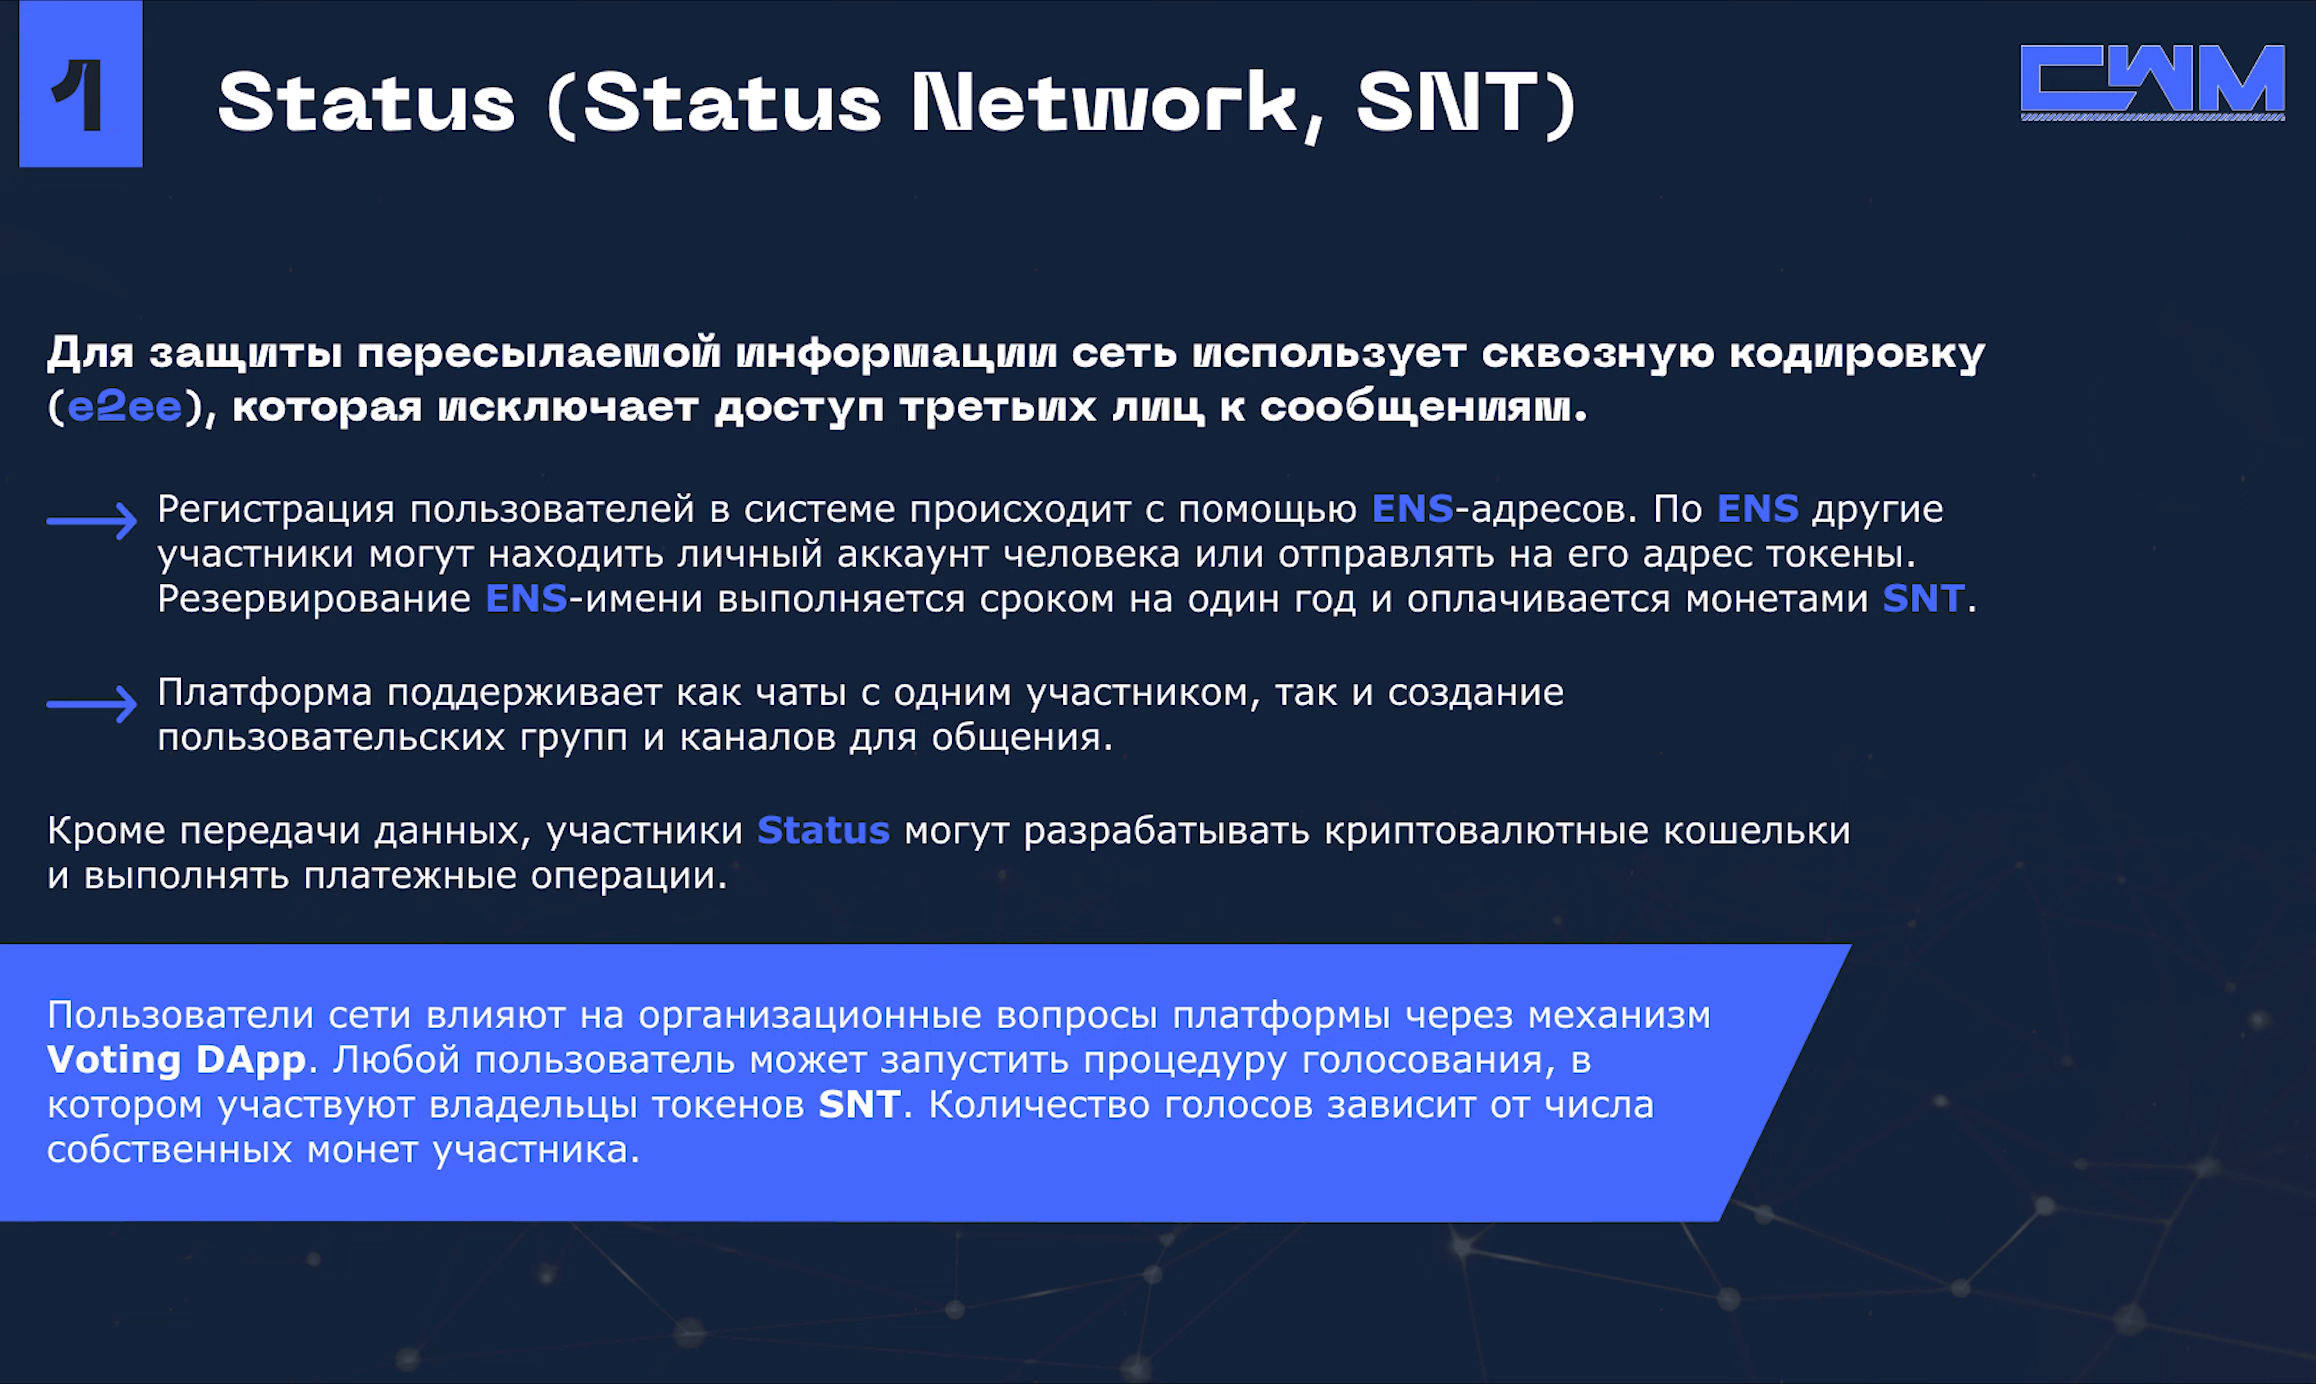 1
Status (Status Network, SNT)
CWM
Для защиты пересылаемой информации сеть использует сквозную кодировку
(e2ee), которая исключает доступ третьих лиц к сообщениям.
Регистрация пользователей в системе происходит с помощью ENS-адресов. По ENS другие
участники могут находить личный аккаунт человека или отправлять на его адрес токены.
Резервирование ENS-имени выполняется сроком на один год и оплачивается монетами SNT.
Платформа поддерживает как чаты с одним участником, так и создание
пользовательских групп и каналов для общения.
Кроме передачи данных, участники Status могут разрабатывать криптовалютные кошельки
и выполнять платежные операции.
Пользователи сети влияют на организационные вопросы платформы через механизм
Voting DApp. Любой пользователь может запустить процедуру голосования, в
котором участвуют владельцы токенов SNT. Количество голосов зависит от числа
собственных монет участника.